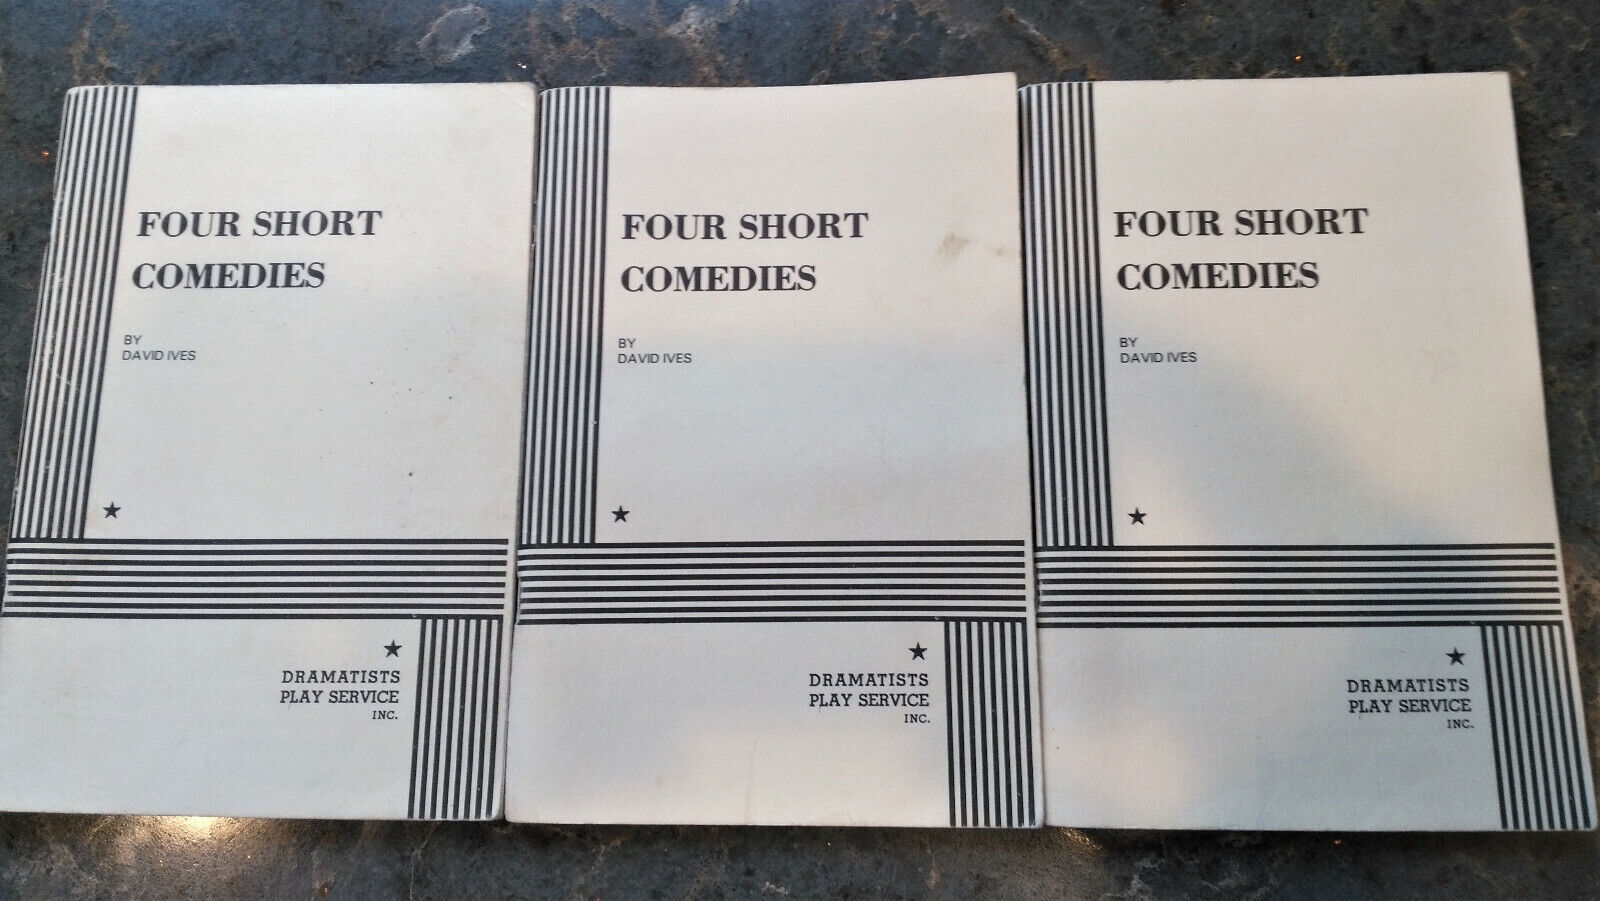 FOUR SHORT
COMEDIES
BY
DAVID IVES
DRAMATISTS
PLAY SERVICE
INC.
FOUR SHORT
COMEDIES
BY
DAVID IVES
DRAMATISTS
PLAY SERVICE
INC.
FOUR SHORT
COMEDIES
BY
DAVID IVES
DRAMATISTS
PLAY SERVICE
INC.